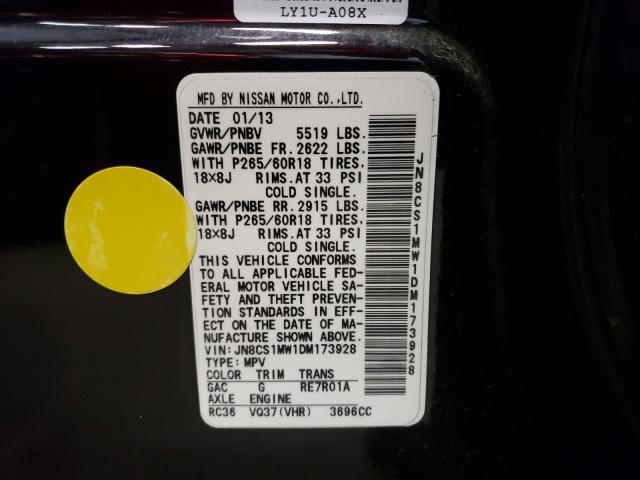 LY1U-A08X
MFD BY NISSAN MOTOR CO.,LTD.
DATE 01/13
GVWR/PNBV 5519 LBS.
GAWR/PNBE FR. 2622 LBS.
WITH P265/60R18 TIRES,
18×8J RIMS.AT 33 PSI
COLD SINGLE.
GAWR/PNBE RR. 2915 LBS.
WITH P265/60R18 TIRES,
18×8J RIMS.AT 33 PSI
COLD SINGLE.
THIS VEHICLE CONFORMS
TO ALL APPLICABLE FED-
ERAL MOTOR VEHICLE SA-
FETY AND THEFT PREVEN-
TION STANDARDS IN EFF-
ECT ON THE DATE OF MA-
NUFACTURE SHOWN ABOVE.
VIN: JN8CS1MW1DM173928
TYPE: MPV
COLOR TRIM TRANS
GAC G RE7R01A
AXLE ENGINE
RC36 VQ37(VHR) 3696CC
JN8CS1MW1DM173928